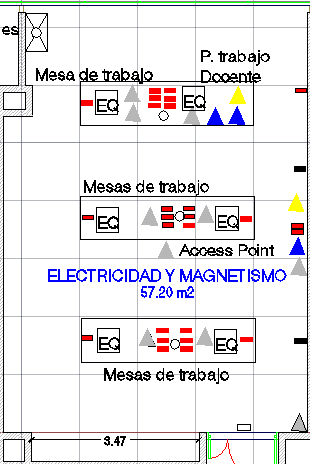 es
P. trabajo
Mesa de trabajo
Docente
EQ
EQ
Mesas de trabajo
EQ
EQ
Access Point
ELECTRICIDAD Y MAGNETISMO
57.20 m2
EQ
EQ
Mesas de trabajo
3.47